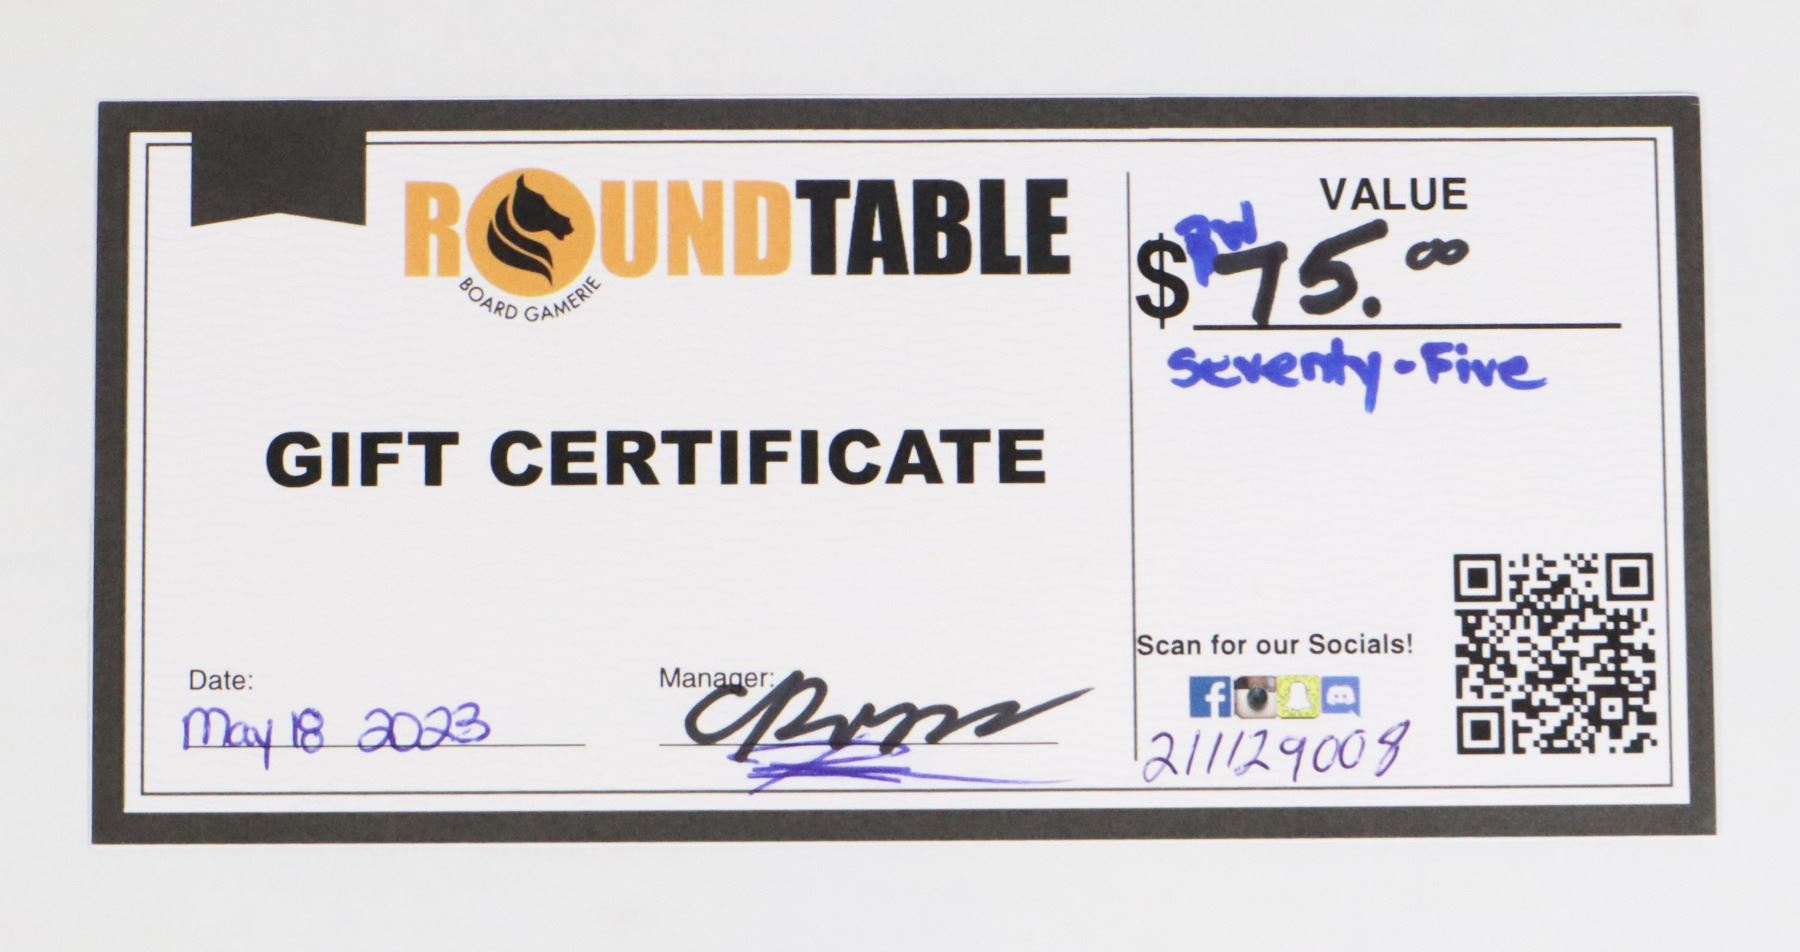 ROUNDTABLE
BOARD GAMERIE
GIFT CERTIFICATE
Date:
May 18 2023
Manager:
VALUE
$75.00
Seventy-Five
Scan for our Socials!
211129008